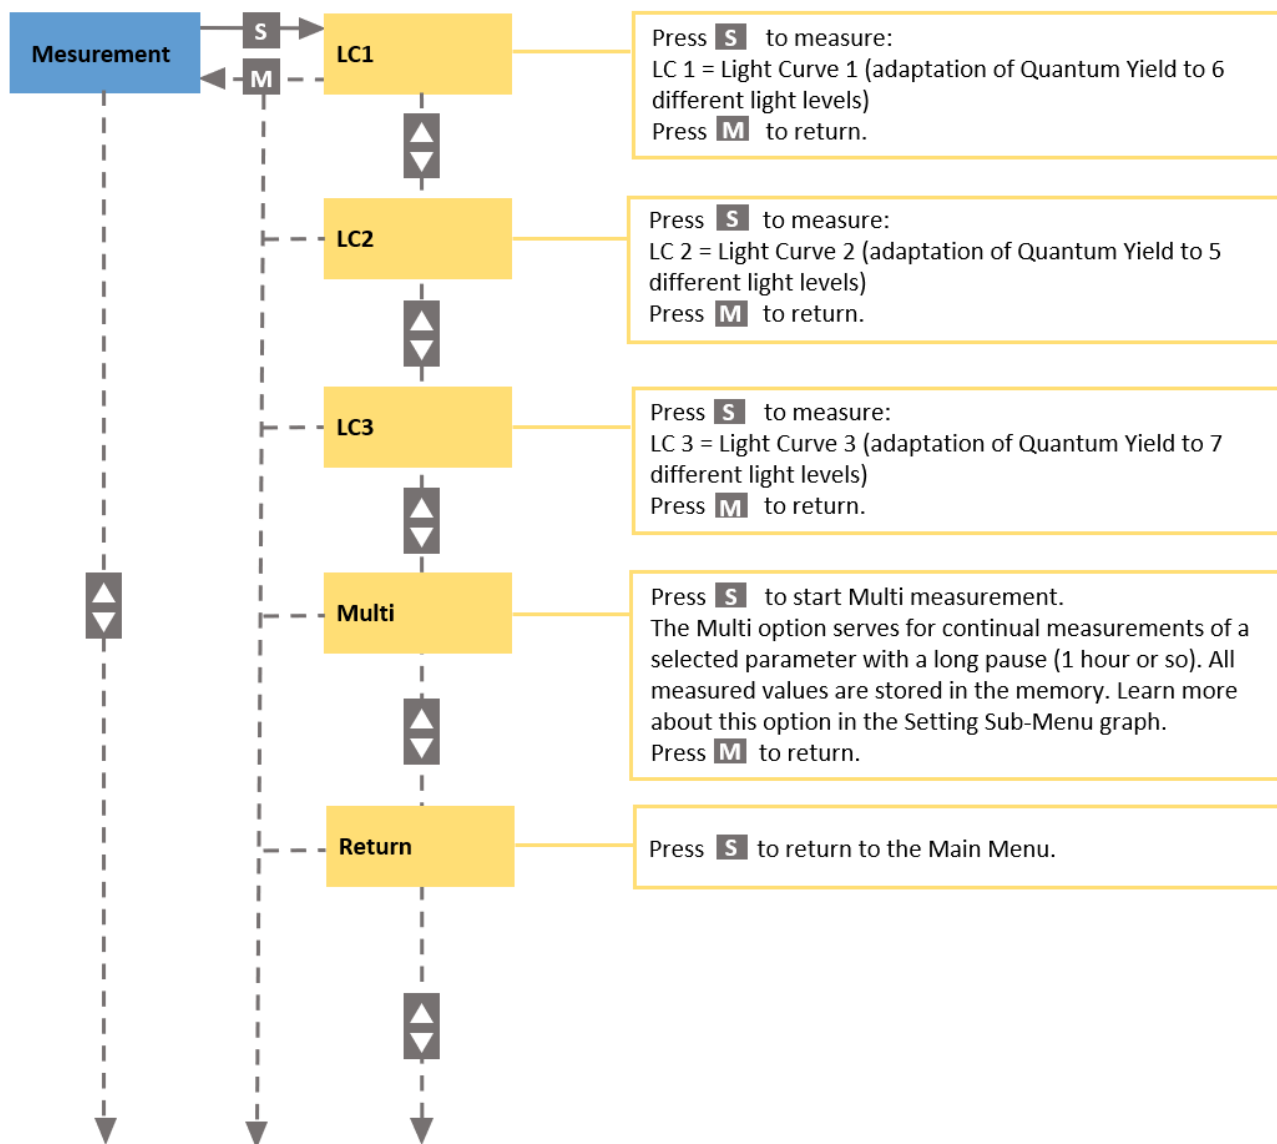 Mesurement
S
M
LC1
Press S to measure:
LC 1 = Light Curve 1 (adaptation of Quantum Yield to 6
different light levels)
Press M to return.
LC2
Press S to measure:
LC 2 = Light Curve 2 (adaptation of Quantum Yield to 5
different light levels)
Press M to return.
LC3
Press S to measure:
LC 3 = Light Curve 3 (adaptation of Quantum Yield to 7
different light levels)
Press M to return.
Multi
Press S to start Multi measurement.
The Multi option serves for continual measurements of a
selected parameter with a long pause (1 hour or so). All
measured values are stored in the memory. Learn more
about this option in the Setting Sub-Menu graph.
Press M to return.
Return
Press S to return to the Main Menu.